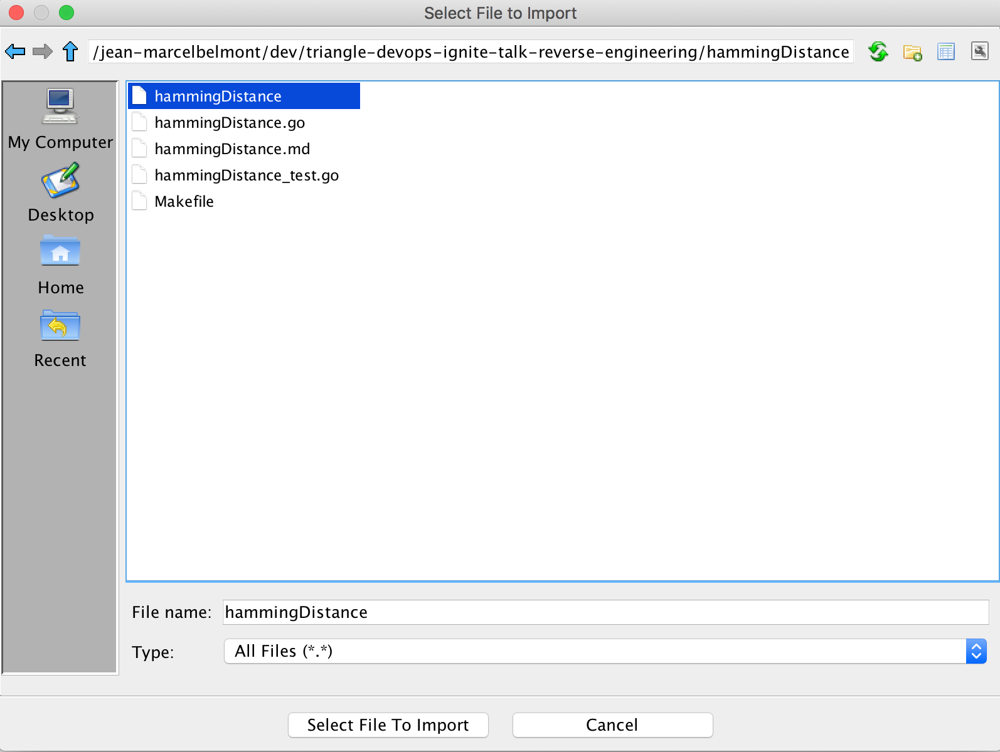 Select File to Import
/jean-marcelbelmont/dev/triangle-devops-ignite-talk-reverse-engineering/hammingDistance
My Computer
Desktop
Home
Recent
hammingDistance
hammingDistance.go
hammingDistance.md
hammingDistance_test.go
Makefile
File name: hammingDistance
Type: All Files (*.*)
Select File To Import Cancel